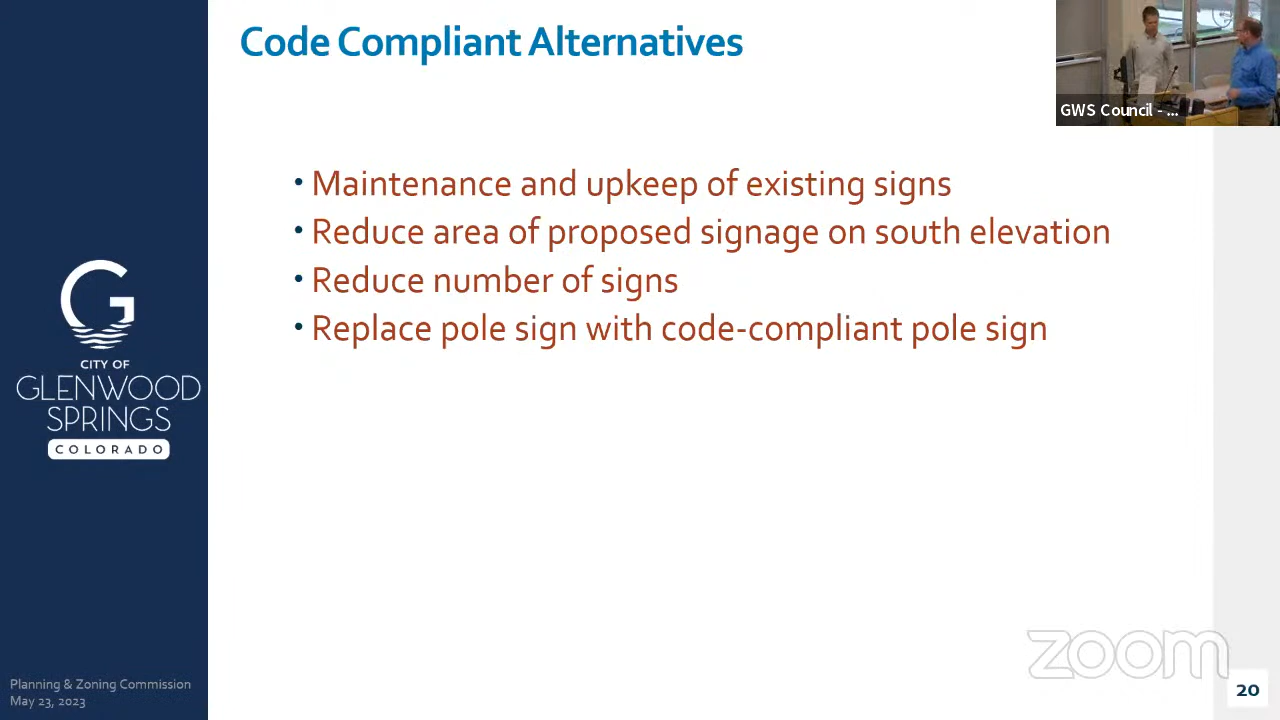 Code Compliant Alternatives
GWS Council - ...
• Maintenance and upkeep of existing signs
• Reduce area of proposed signage on south elevation
• Reduce number of signs
• Replace pole sign with code-compliant pole sign
G
CITY OF
GLENWOOD
SPRINGS
COLORADO
Planning & Zoning Commission
May 23, 2023
zoom
20